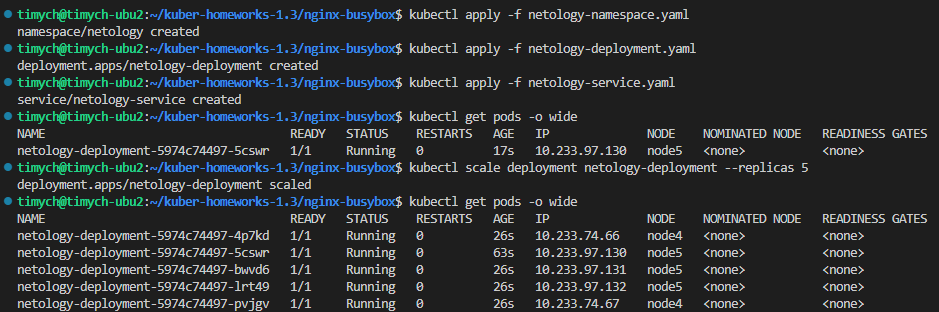 timych@timych-ubu2:~/kuber-homeworks-1.3/nginx-busybox$ kubectl apply -f netology-namespace.yaml
namespace/netology created
timych@timych-ubu2:~/kuber-homeworks-1.3/nginx-busybox$ kubectl apply -f netology-deployment.yaml
deployment.apps/netology-deployment created
timych@timych-ubu2:~/kuber-homeworks-1.3/nginx-busybox$ kubectl apply -f netology-service.yaml
service/netology-service created
timych@timych-ubu2:~/kuber-homeworks-1.3/nginx-busybox$ kubectl get pods -o wide
NAME READY STATUS RESTARTS AGE IP NODE NOMINATED NODE READINESS GATES
netology-deployment-5974c74497-5cswr 1/1 Running 0 17s 10.233.97.130 node5 <none> <none>
timych@timych-ubu2:~/kuber-homeworks-1.3/nginx-busybox$ kubectl scale deployment netology-deployment --replicas 5
deployment.apps/netology-deployment scaled
timych@timych-ubu2:~/kuber-homeworks-1.3/nginx-busybox$ kubectl get pods -o wide
NAME READY STATUS RESTARTS AGE IP NODE NOMINATED NODE READINESS GATES
netology-deployment-5974c74497-4p7kd 1/1 Running 0 26s 10.233.74.66 node4 <none> <none>
netology-deployment-5974c74497-5cswr 1/1 Running 0 63s 10.233.97.130 node5 <none> <none>
netology-deployment-5974c74497-bwvd6 1/1 Running 0 26s 10.233.97.131 node5 <none> <none>
netology-deployment-5974c74497-lrt49 1/1 Running 0 26s 10.233.97.132 node5 <none> <none>
netology-deployment-5974c74497-pvjgv 1/1 Running 0 26s 10.233.74.67 node4 <none> <none>